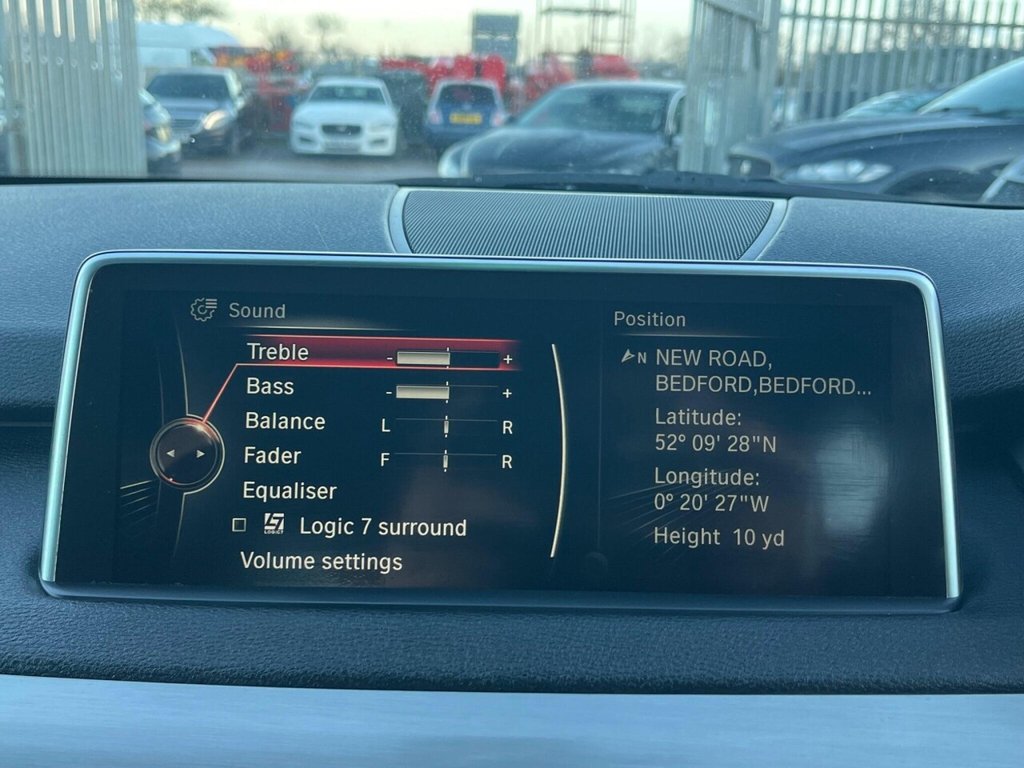 Sound
Treble
- +
Bass
- +
Balance
L R
Fader
F R
Equaliser
LOGIC7 Logic 7 surround
Volume settings
Position
N NEW ROAD,
BEDFORD,BEDFORD...
Latitude:
52° 09' 28"N
Longitude:
0° 20' 27"W
Height 10 yd